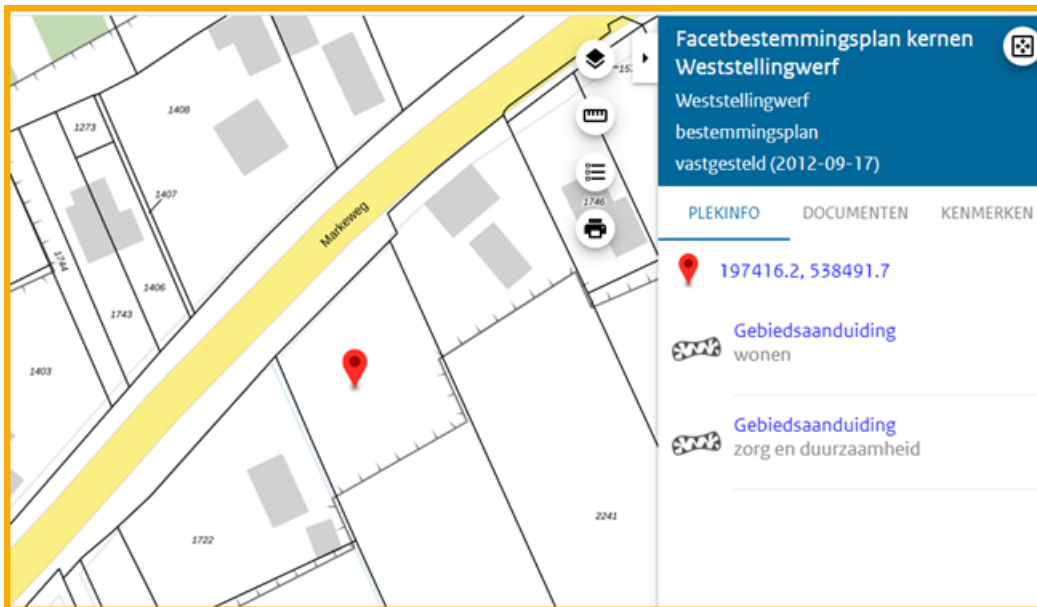 Facetbestemmingsplan kernen
Weststellingwerf
Weststellingwerf
bestemmingsplan
vastgesteld (2012-09-17)
PLEKINFO DOCUMENTEN KENMERKEN
197416.2, 538491.7
Gebiedsaanduiding
wonen
Gebiedsaanduiding
zorg en duurzaamheid
1408
1273
1407
1746
Markeweg
1744
1406
1743
1403
2241
1722